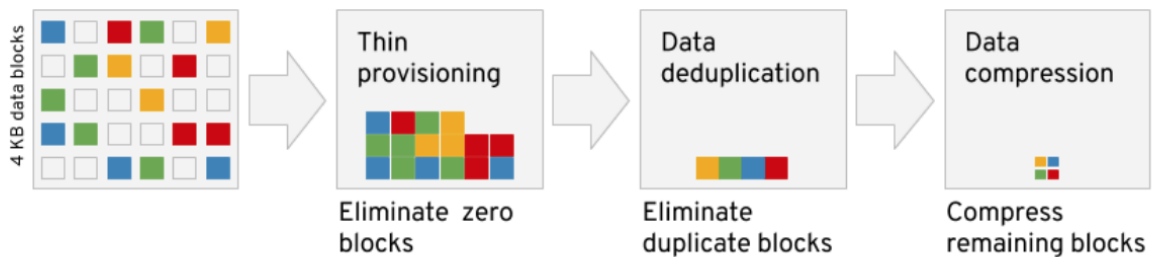 4 KB data blocks
Thin
provisioning
Eliminate zero
blocks
Data
deduplication
Eliminate
duplicate blocks
Data
compression
Compress
remaining blocks